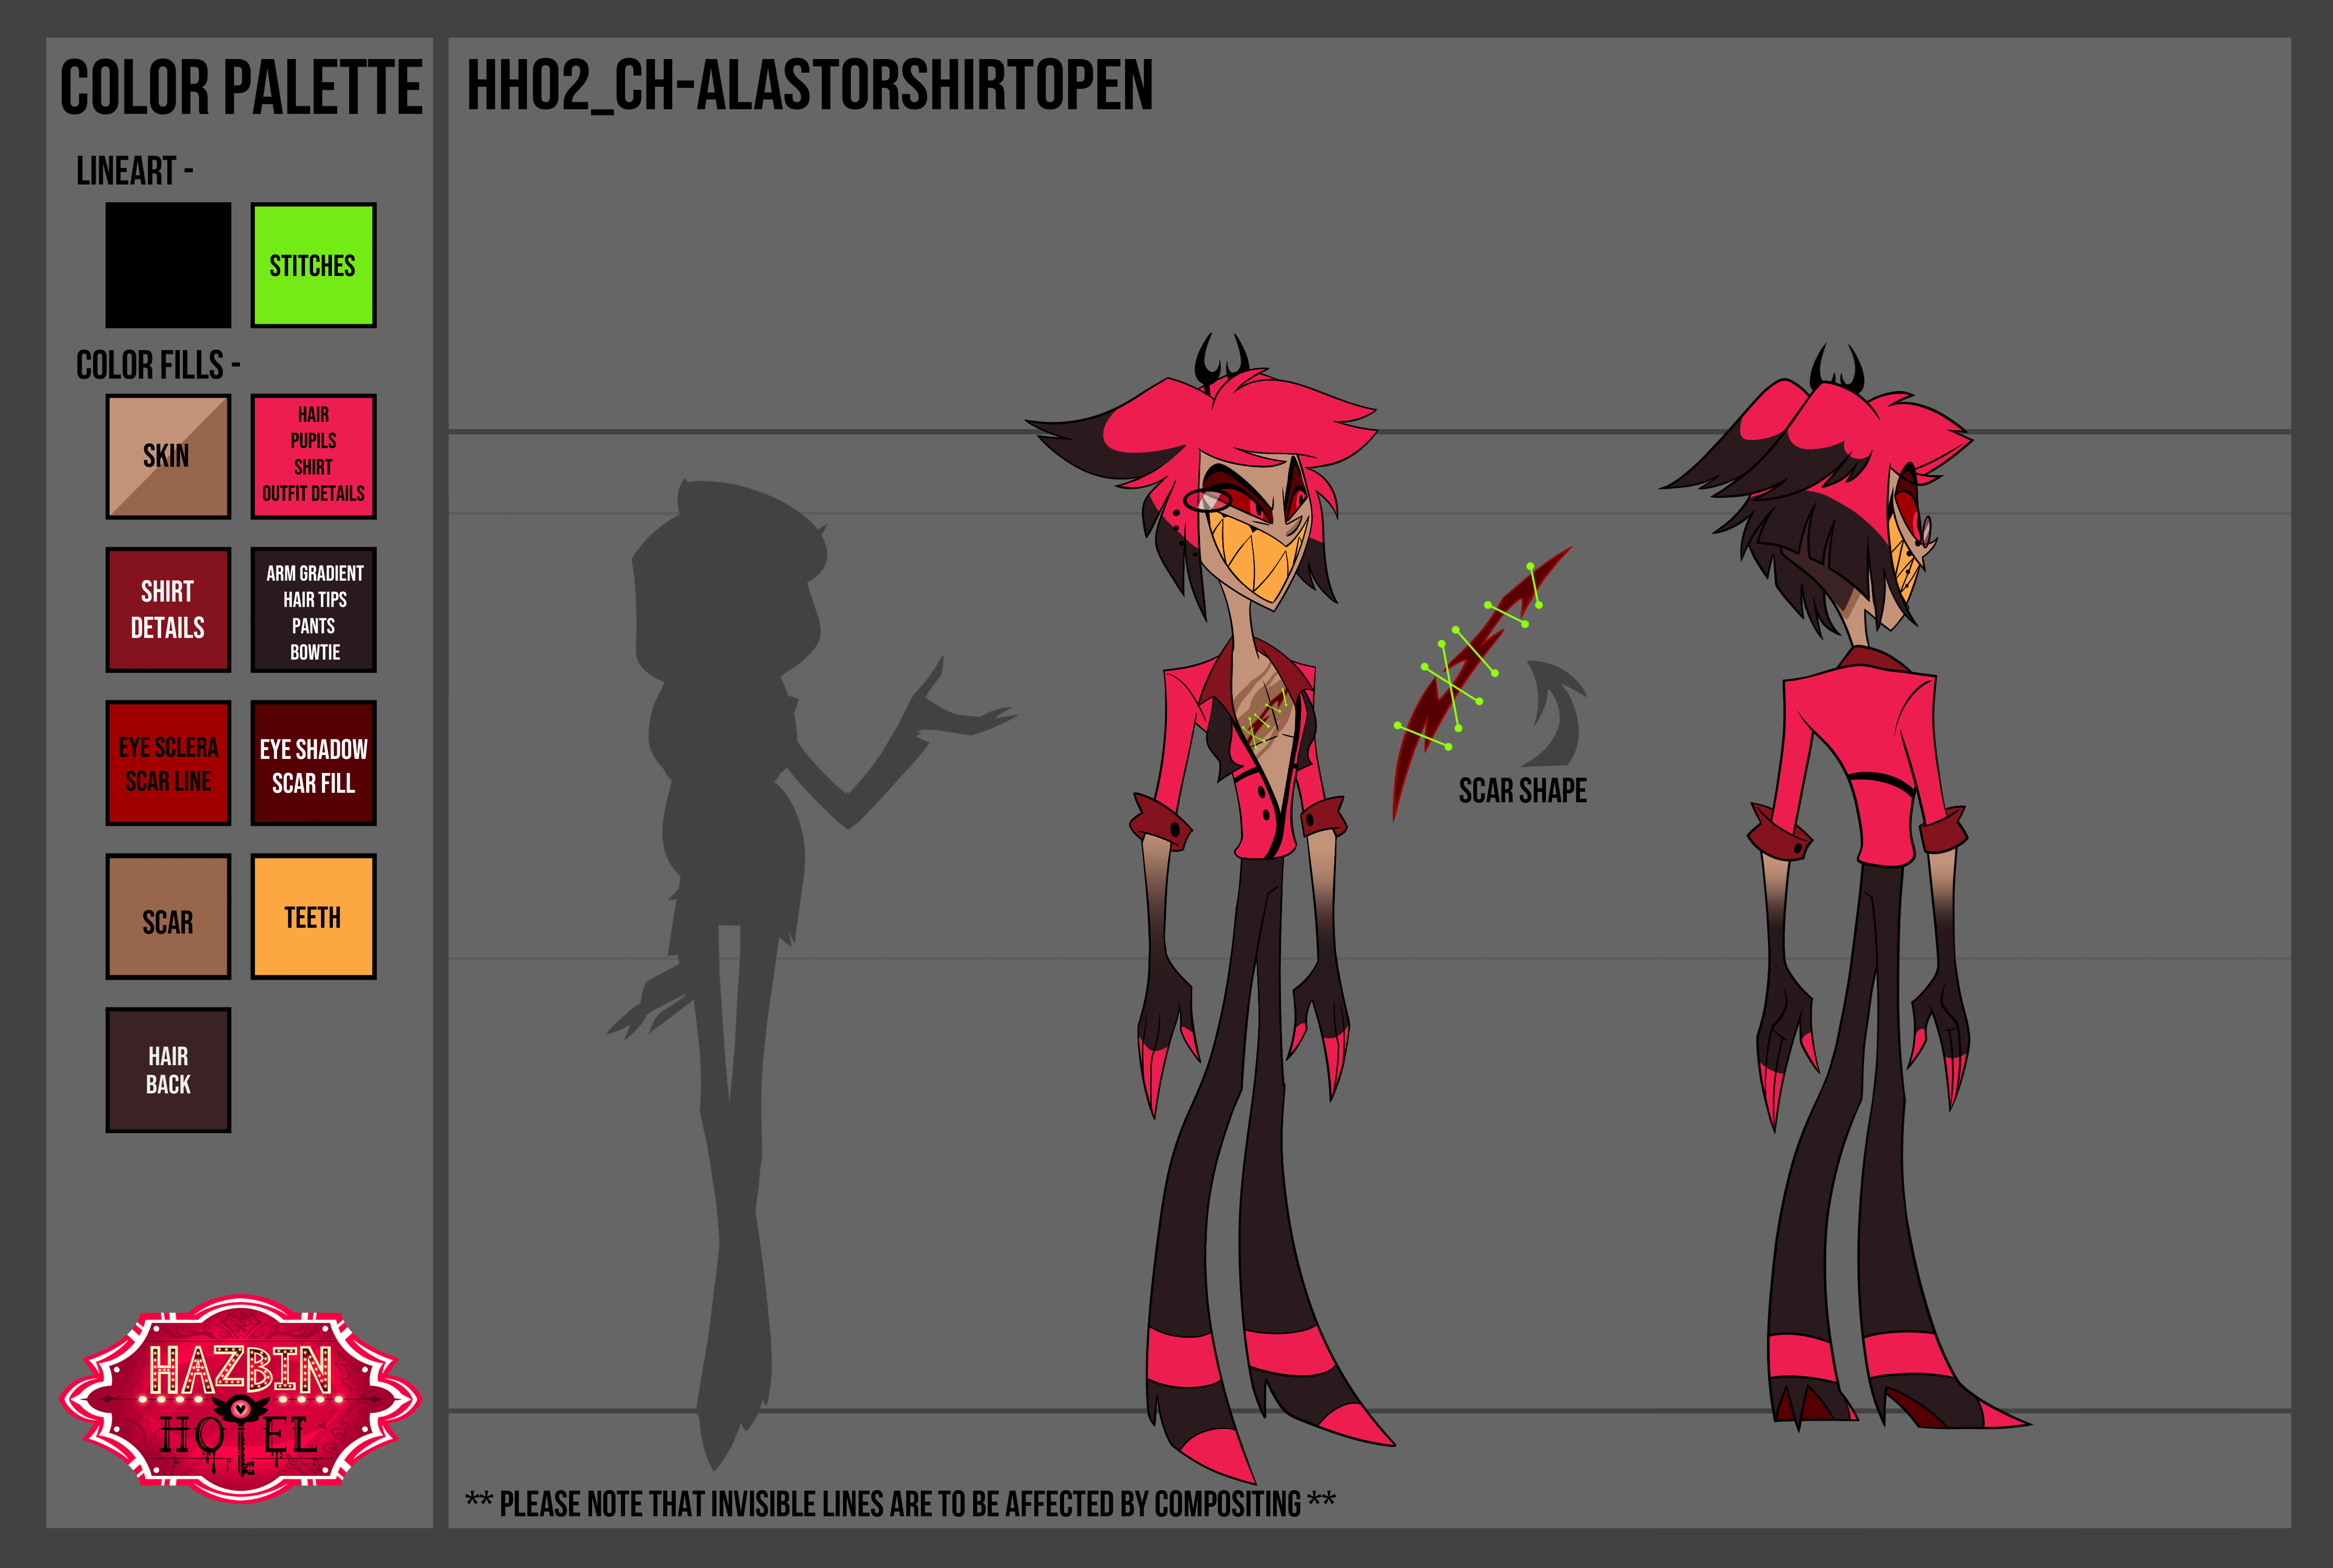 COLOR PALETTE
HH02_CH-ALASTORSHIRTOPEN
LINEART -
STITCHES
COLOR FILLS -
SKIN
HAIR
PUPILS
SHIRT
OUTFIT DETAILS
SHIRT
DETAILS
ARM GRADIENT
HAIR TIPS
PANTS
BOWTIE
EYE SCLERA
SCAR LINE
EYE SHADOW
SCAR FILL
SCAR
TEETH
HAIR
BACK
SCAR SHAPE
HAZBIN
HOTEL
** PLEASE NOTE THAT INVISIBLE LINES ARE TO BE AFFECTED BY COMPOSITING **